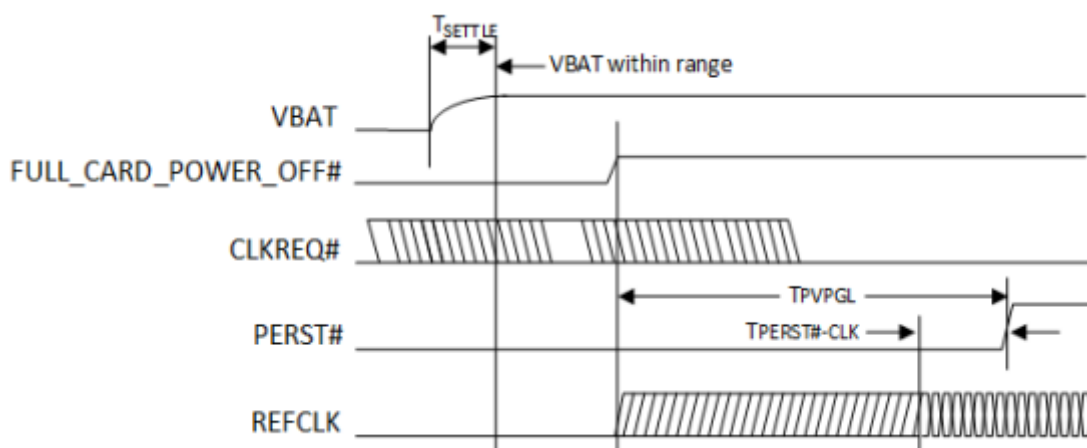 TSETTLE
VBAT within range
VBAT
FULL_CARD_POWER_OFF#
CLKREQ#
TPVPGL
PERST#
TPERST#-CLK
REFCLK